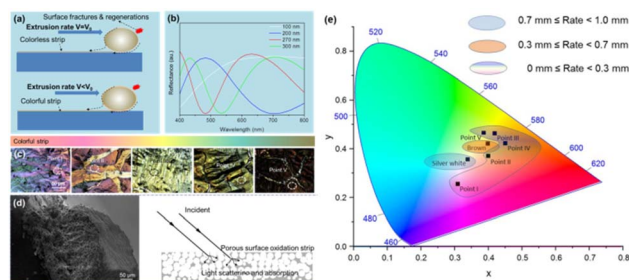 (a)
Surface fractures & regenerations
Extrusion rate V≈V₀
Colorless strip
Extrusion rate V<V₀
Colorful strip
(b)
Reflectance (au.)
100 nm
200 nm
270 nm
300 nm
400 500 600 700 800
Wavelength (nm)
Colorful strip
(c)
Point V
(d)
50 μm
Incident
Porous surface oxidation strip
Light scattering and absorption
(e)
0.7 mm ≤ Rate < 1.0 mm
0.3 mm ≤ Rate < 0.7 mm
0 mm ≤ Rate < 0.3 mm
y
0.8
0.6
0.4
0.2
0.0
520
540
560
500
580
600
620
480
460
Point V
Point III
Brown
Point IV
Silver white
Point II
Point I
0.0 0.1 0.2 0.3 0.4 0.5 0.6 0.7 0.8
x